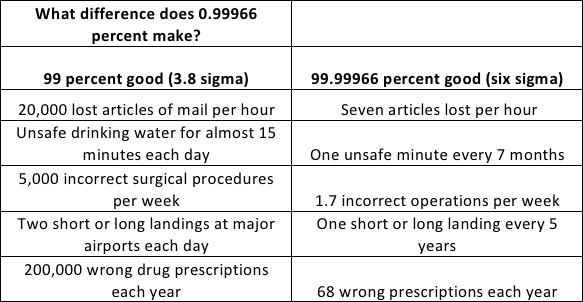 What difference does 0.99966
percent make?
99 percent good (3.8 sigma)
99.99966 percent good (six sigma)
20,000 lost articles of mail per hour
Seven articles lost per hour
Unsafe drinking water for almost 15
minutes each day
One unsafe minute every 7 months
5,000 incorrect surgical procedures
per week
1.7 incorrect operations per week
Two short or long landings at major
airports each day
One short or long landing every 5
years
200,000 wrong drug prescriptions
each year
68 wrong prescriptions each year